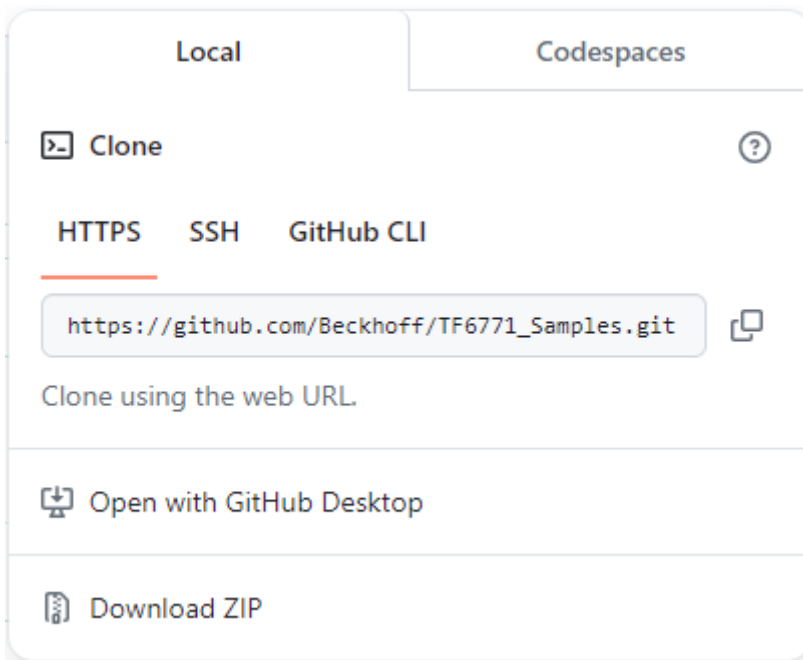 Local Codespaces
Clone
HTTPS SSH GitHub CLI
https://github.com/Beckhoff/TF6771_Samples.git
Clone using the web URL.
Open with GitHub Desktop
Download ZIP